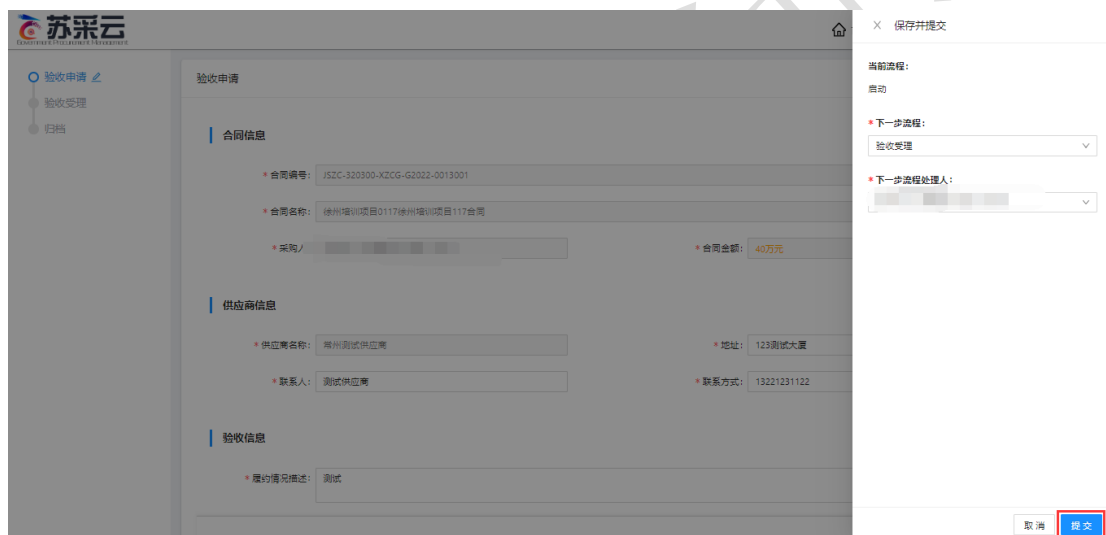 苏采云
Government Procurement Management
× 保存并提交
验收申请
验收受理
归档
验收申请
当前流程：
启动
* 下一步流程：
验收受理
* 下一步流程处理人：
合同信息
* 合同编号： JSZC-320300-XZCG-G2022-0013001
* 合同名称： 徐州培训项目0117徐州培训项目117合同
* 采购人
* 合同金额： 40万元
供应商信息
* 供应商名称： 常州测试供应商
* 地址： 123测试大厦
* 联系人： 测试供应商
* 联系方式： 13221231122
验收信息
* 履约情况描述： 测试
取 消 提 交